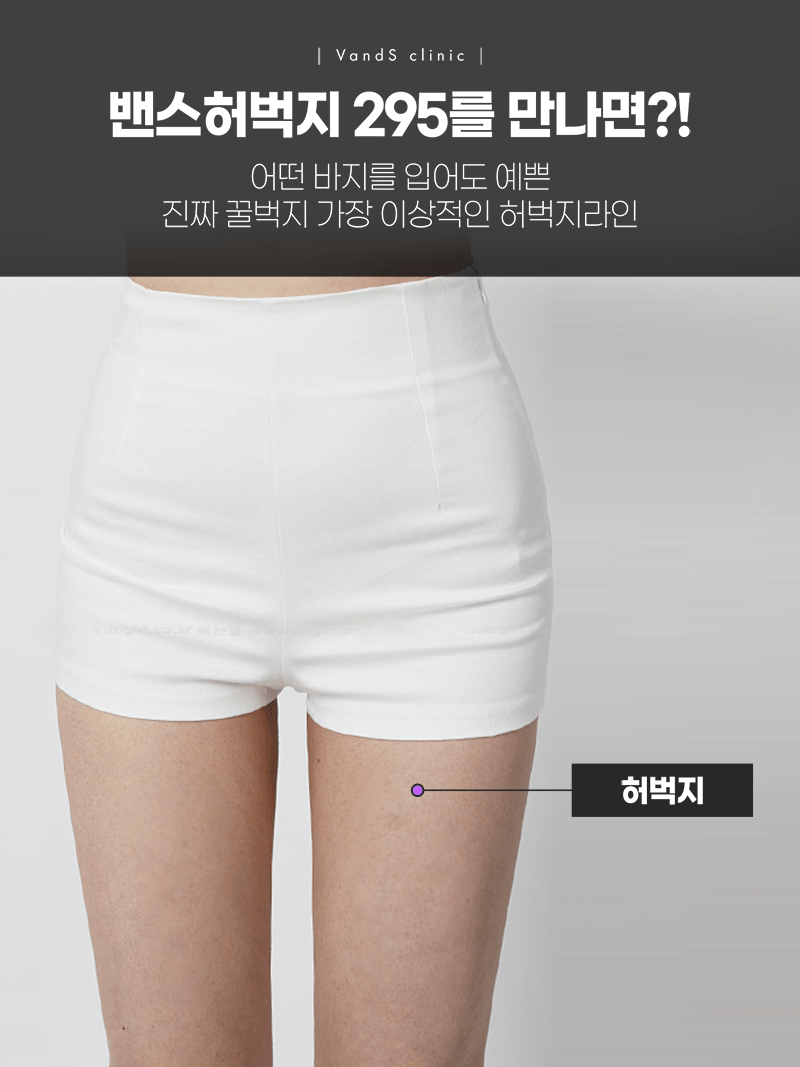 | VandS clinic |
밴스허벅지 295를 만나면?!
어떤 바지를 입어도 예쁜
진짜 꿀벅지 가장 이상적인 허벅지라인
허벅지